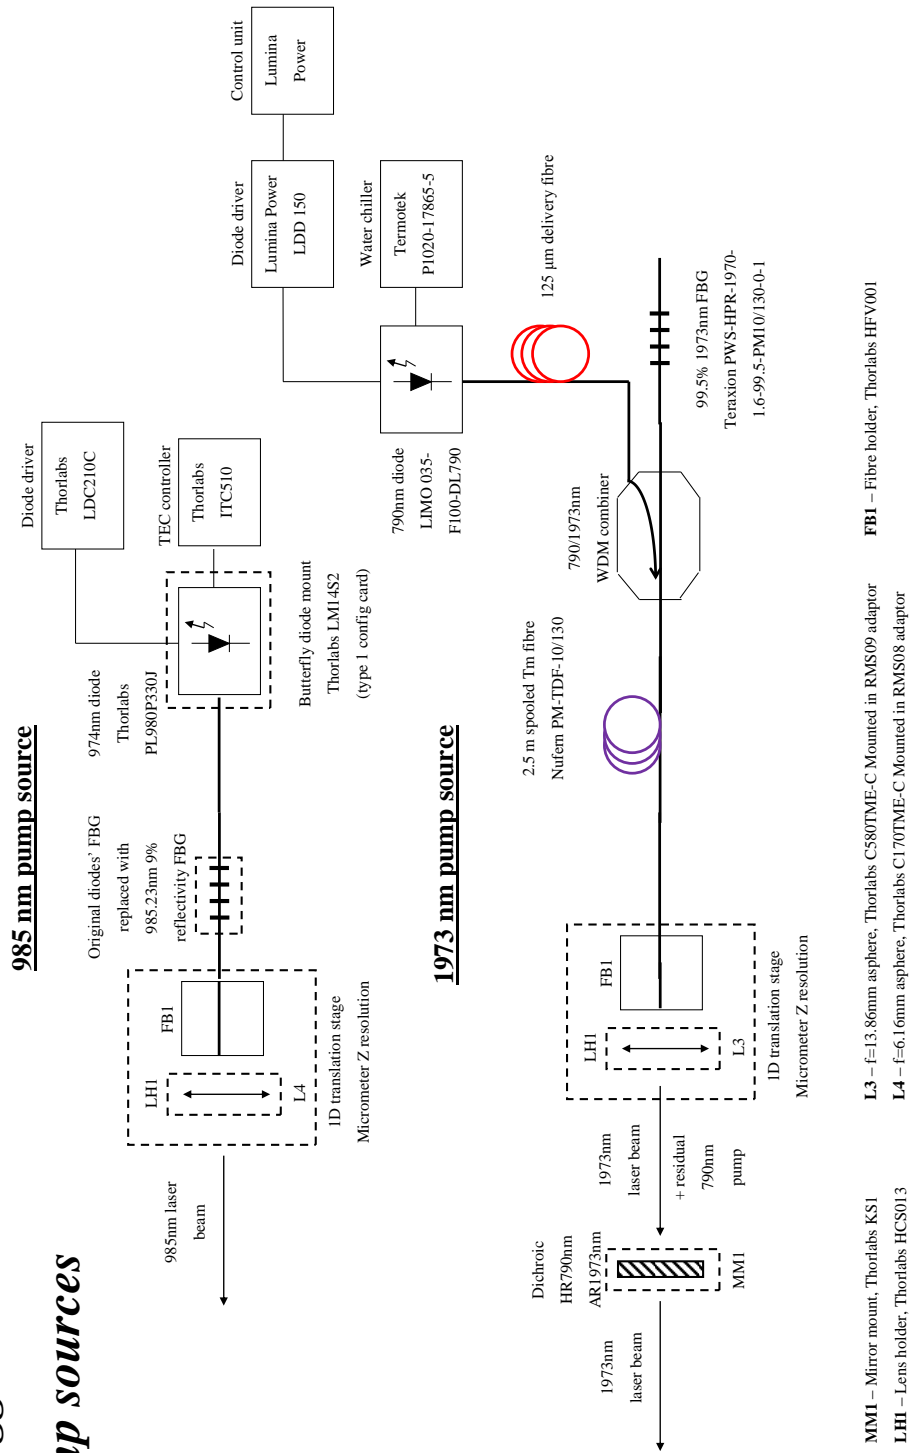 mp sources
985 nm pump source
985nm laser
beam
LH1
L4
FB1
1D translation stage
Micrometer Z resolution
Original diodes' FBG
replaced with
985.23nm 9%
reflectivity FBG
974nm diode
Thorlabs
PL980P330J
Butterfly diode mount
Thorlabs LM14S2
(type 1 config card)
Diode driver
Thorlabs
LDC210C
TEC controller
Thorlabs
ITC510
1973 nm pump source
1973nm
laser beam
Dichroic
HR790nm
AR1973nm
MM1
1973nm
laser beam
+ residual
790nm
pump
LH1
L3
FB1
1D translation stage
Micrometer Z resolution
2.5 m spooled Tm fibre
Nufern PM-TDF-10/130
790/1973nm
WDM combiner
790nm diode
LIMO 035-
F100-DL790
Diode driver
Lumina Power
LDD 150
Control unit
Lumina
Power
Water chiller
Termotek
P1020-17865-5
125 µm delivery fibre
99.5% 1973nm FBG
Teraxion PWS-HPR-1970-
1.6-99.5-PM10/130-0-1
MM1 – Mirror mount, Thorlabs KS1
LH1 – Lens holder, Thorlabs HCS013
L3 – f=13.86mm asphere, Thorlabs C580TME-C Mounted in RMS09 adaptor
L4 – f=6.16mm asphere, Thorlabs C170TME-C Mounted in RMS08 adaptor
FB1 – Fibre holder, Thorlabs HFV001